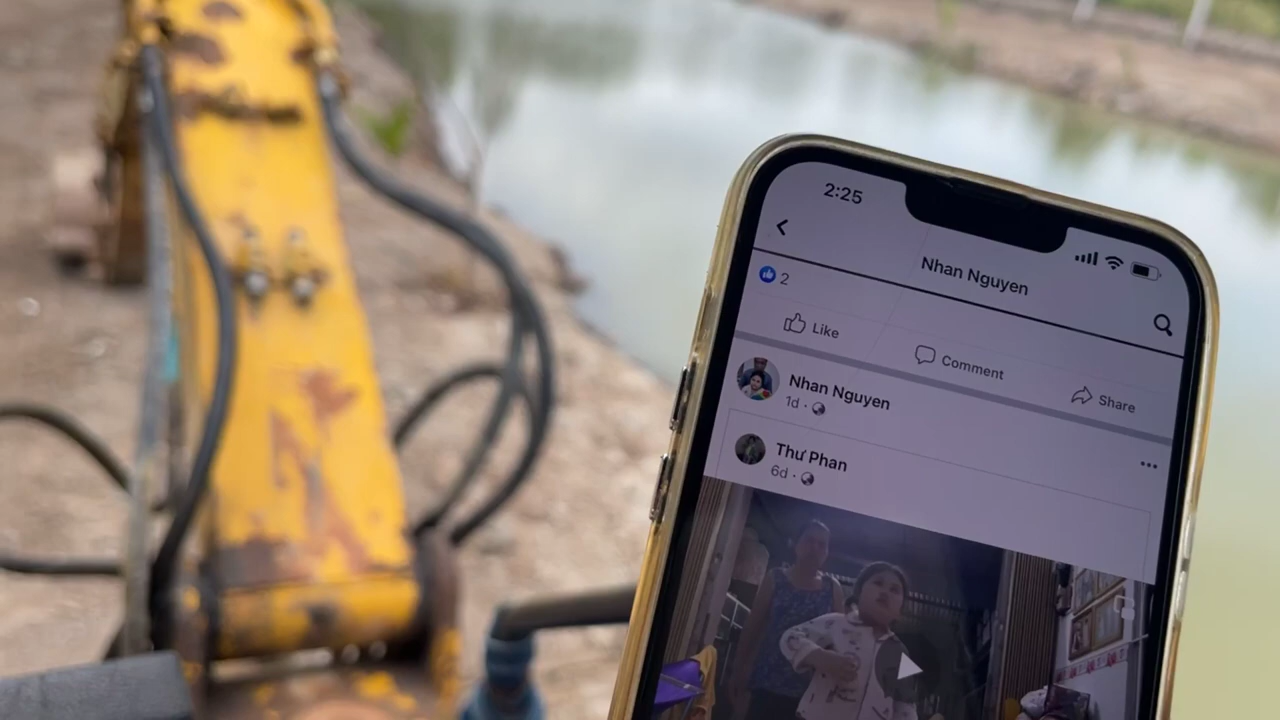 2:25
Nhan Nguyen
2
Like
Comment
Share
Nhan Nguyen
1d ·
Thư Phan
6d ·